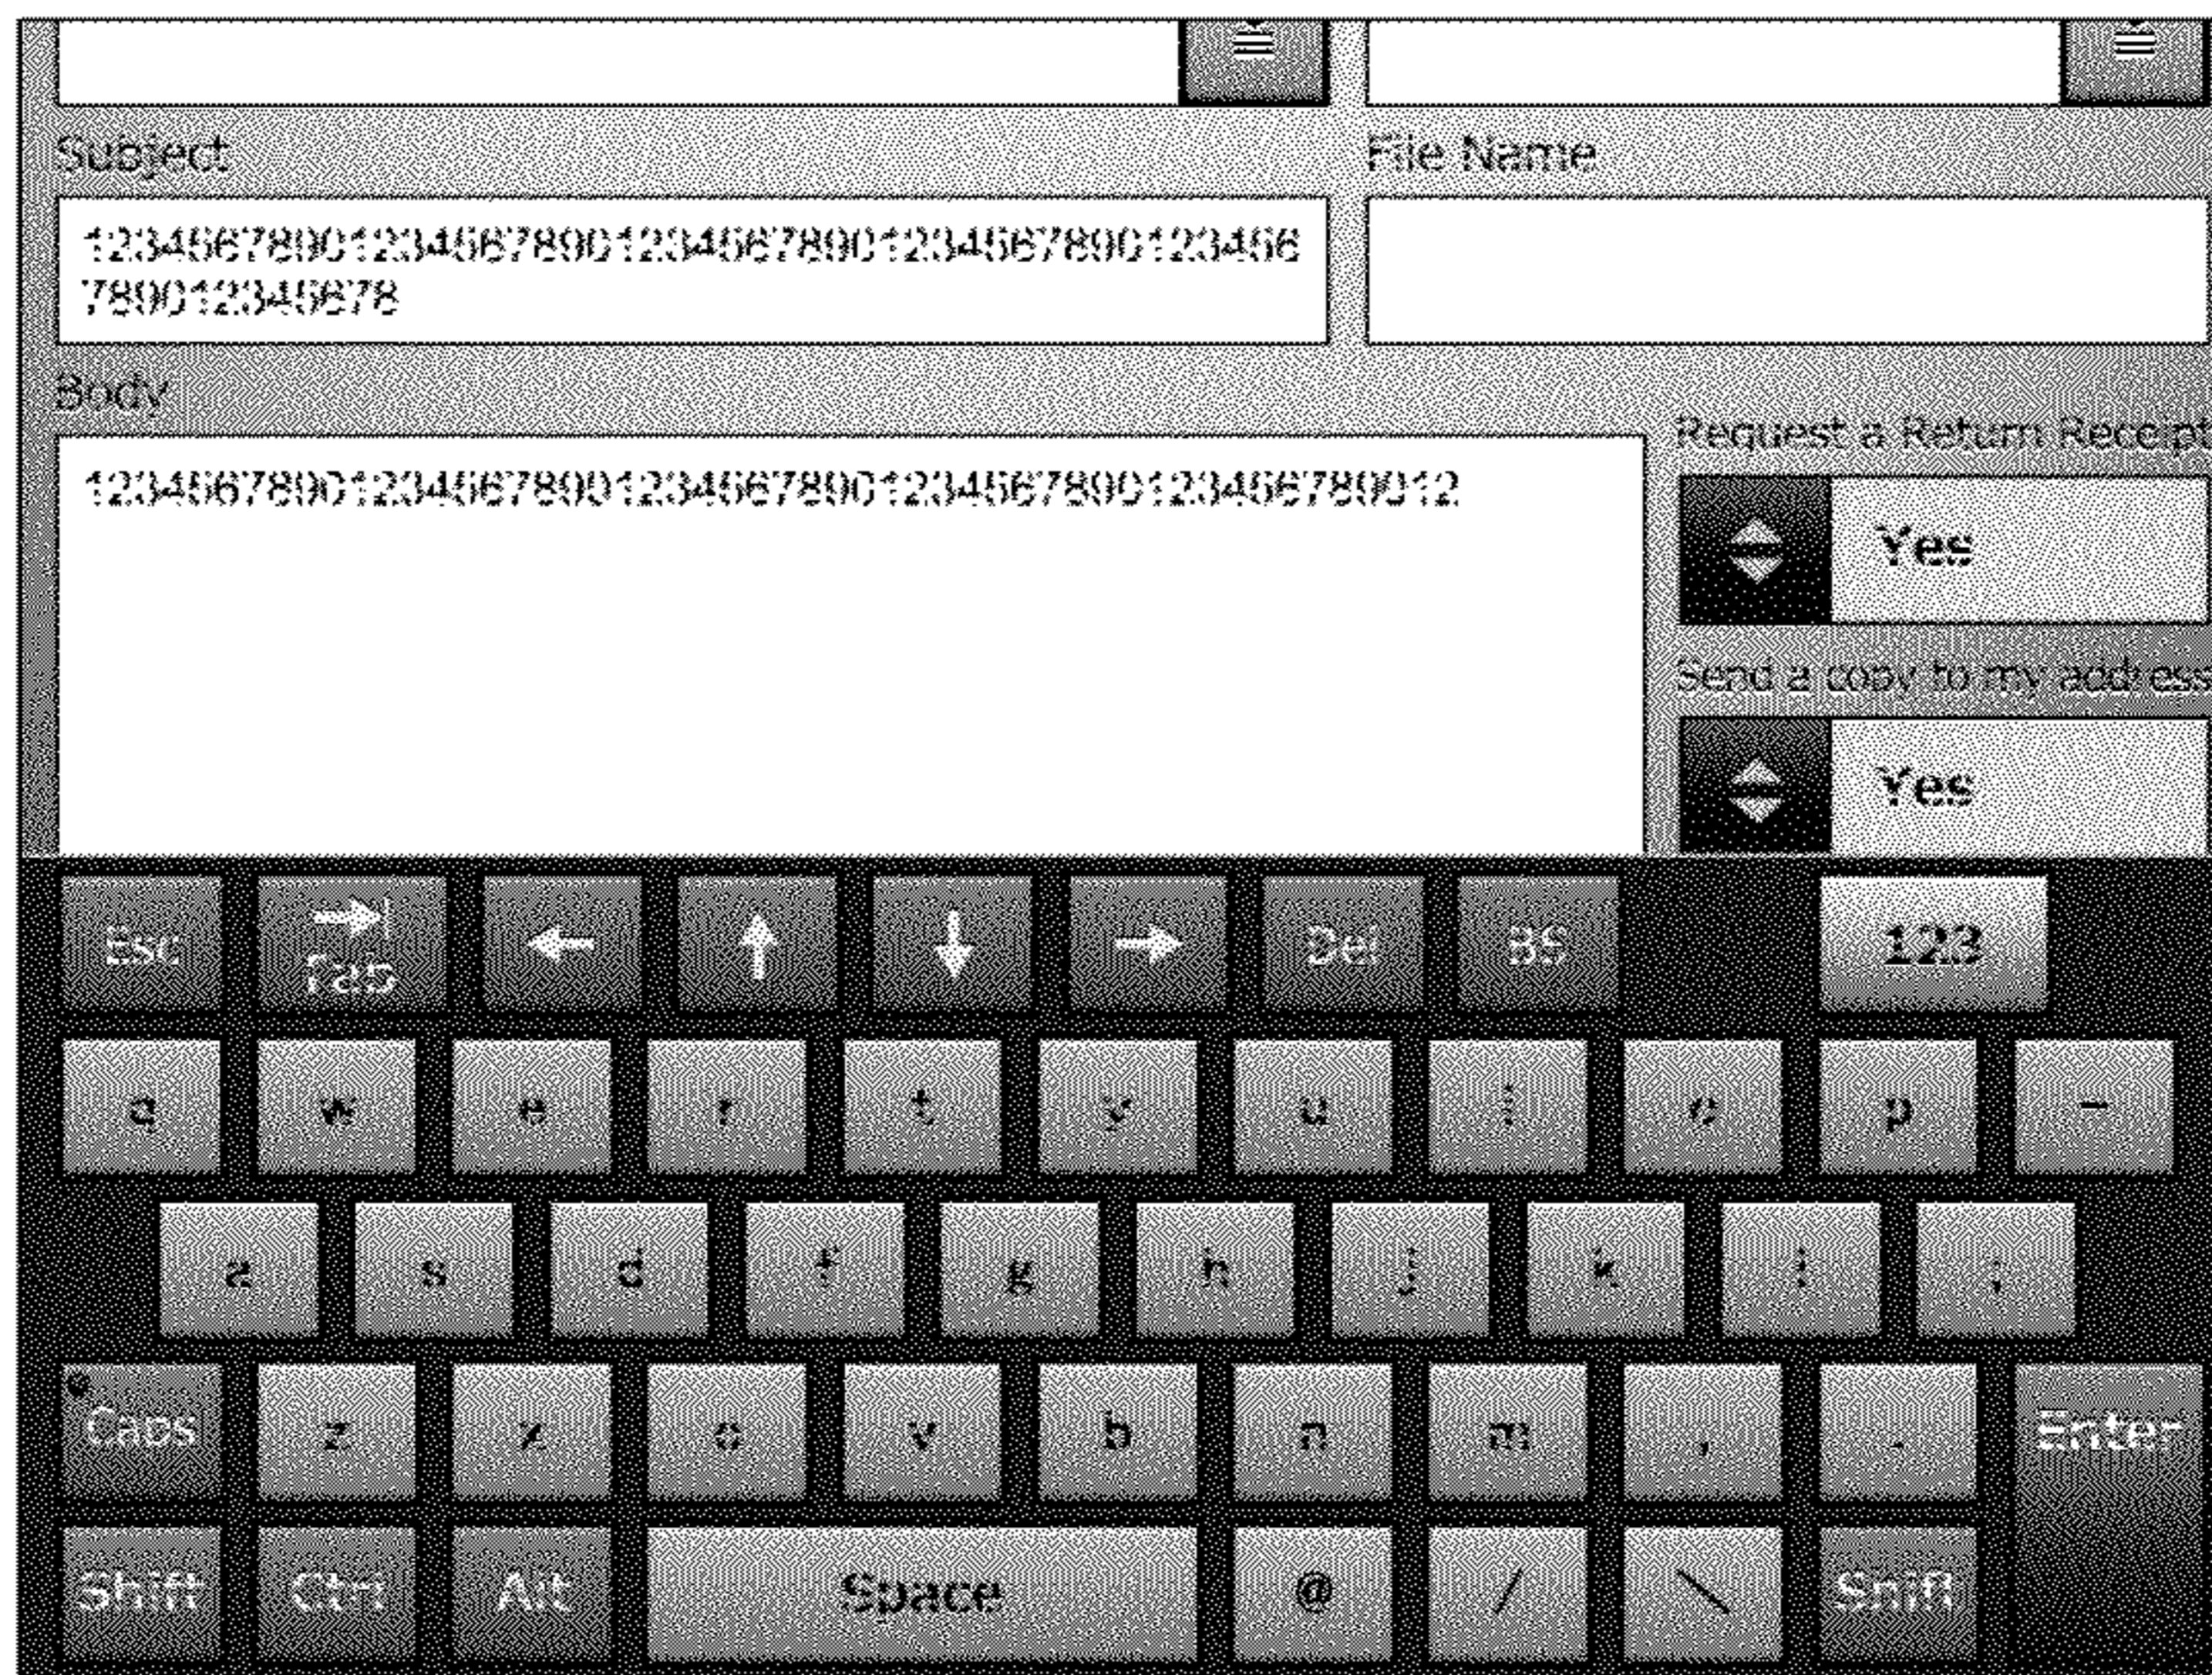 Subject
File Name
1234567890123456789012345678901234567890123456
789012345678
Body
Request a Return Receipt
1234567890123456789012345678901234567890123456789012
Yes
Send a copy to my address
Yes
Esc Tab Del BS 123
q w e r t y u i o p -
a s d f g h j k l ;
Caps z x c v b n m , . Enter
Shift Ctrl Alt Space @ / \ Shift